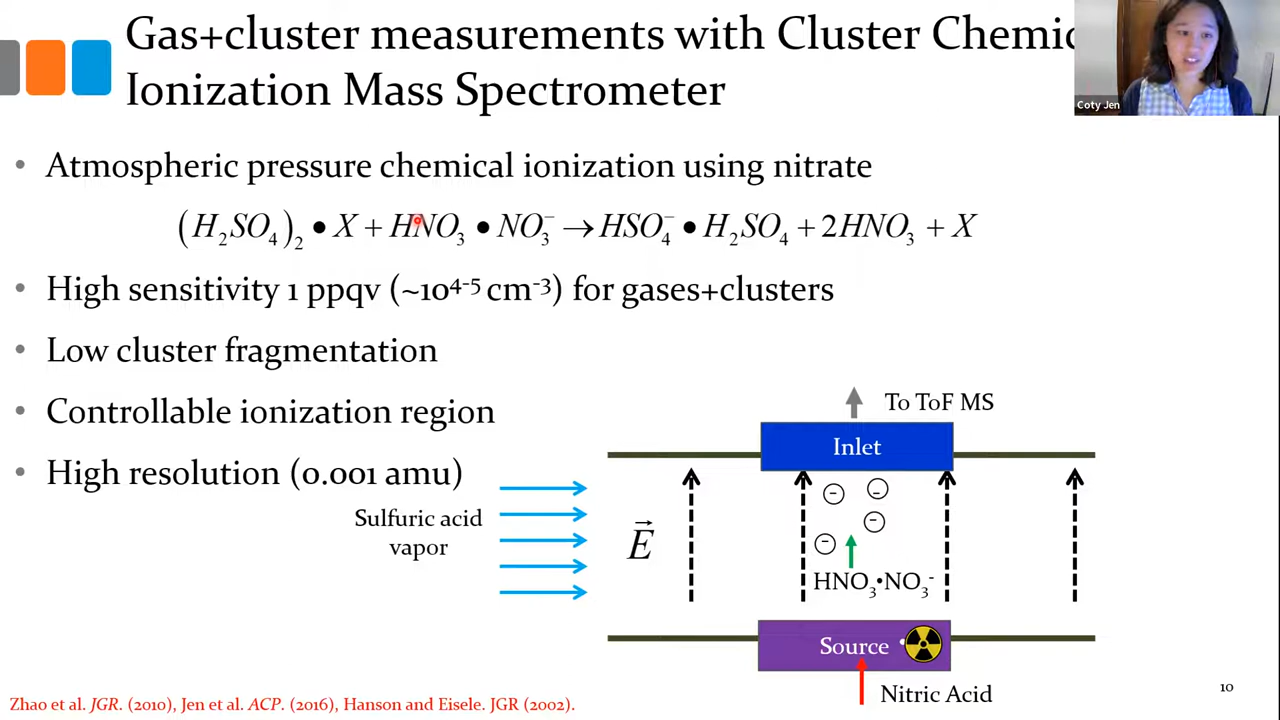 Gas+cluster measurements with Cluster Chemic
Ionization Mass Spectrometer
Coty Jen
• Atmospheric pressure chemical ionization using nitrate
(H₂SO₄)₂ • X + HNO₃ • NO₃⁻ → HSO₄⁻ • H₂SO₄ + 2HNO₃ + X
• High sensitivity 1 ppqv (~10⁴⁻⁵ cm⁻³) for gases+clusters
• Low cluster fragmentation
• Controllable ionization region
• High resolution (0.001 amu)
To ToF MS
Inlet
Sulfuric acid
vapor
E⃗
HNO₃•NO₃⁻
Source
Nitric Acid
Zhao et al. JGR. (2010), Jen et al. ACP. (2016), Hanson and Eisele. JGR (2002).
10